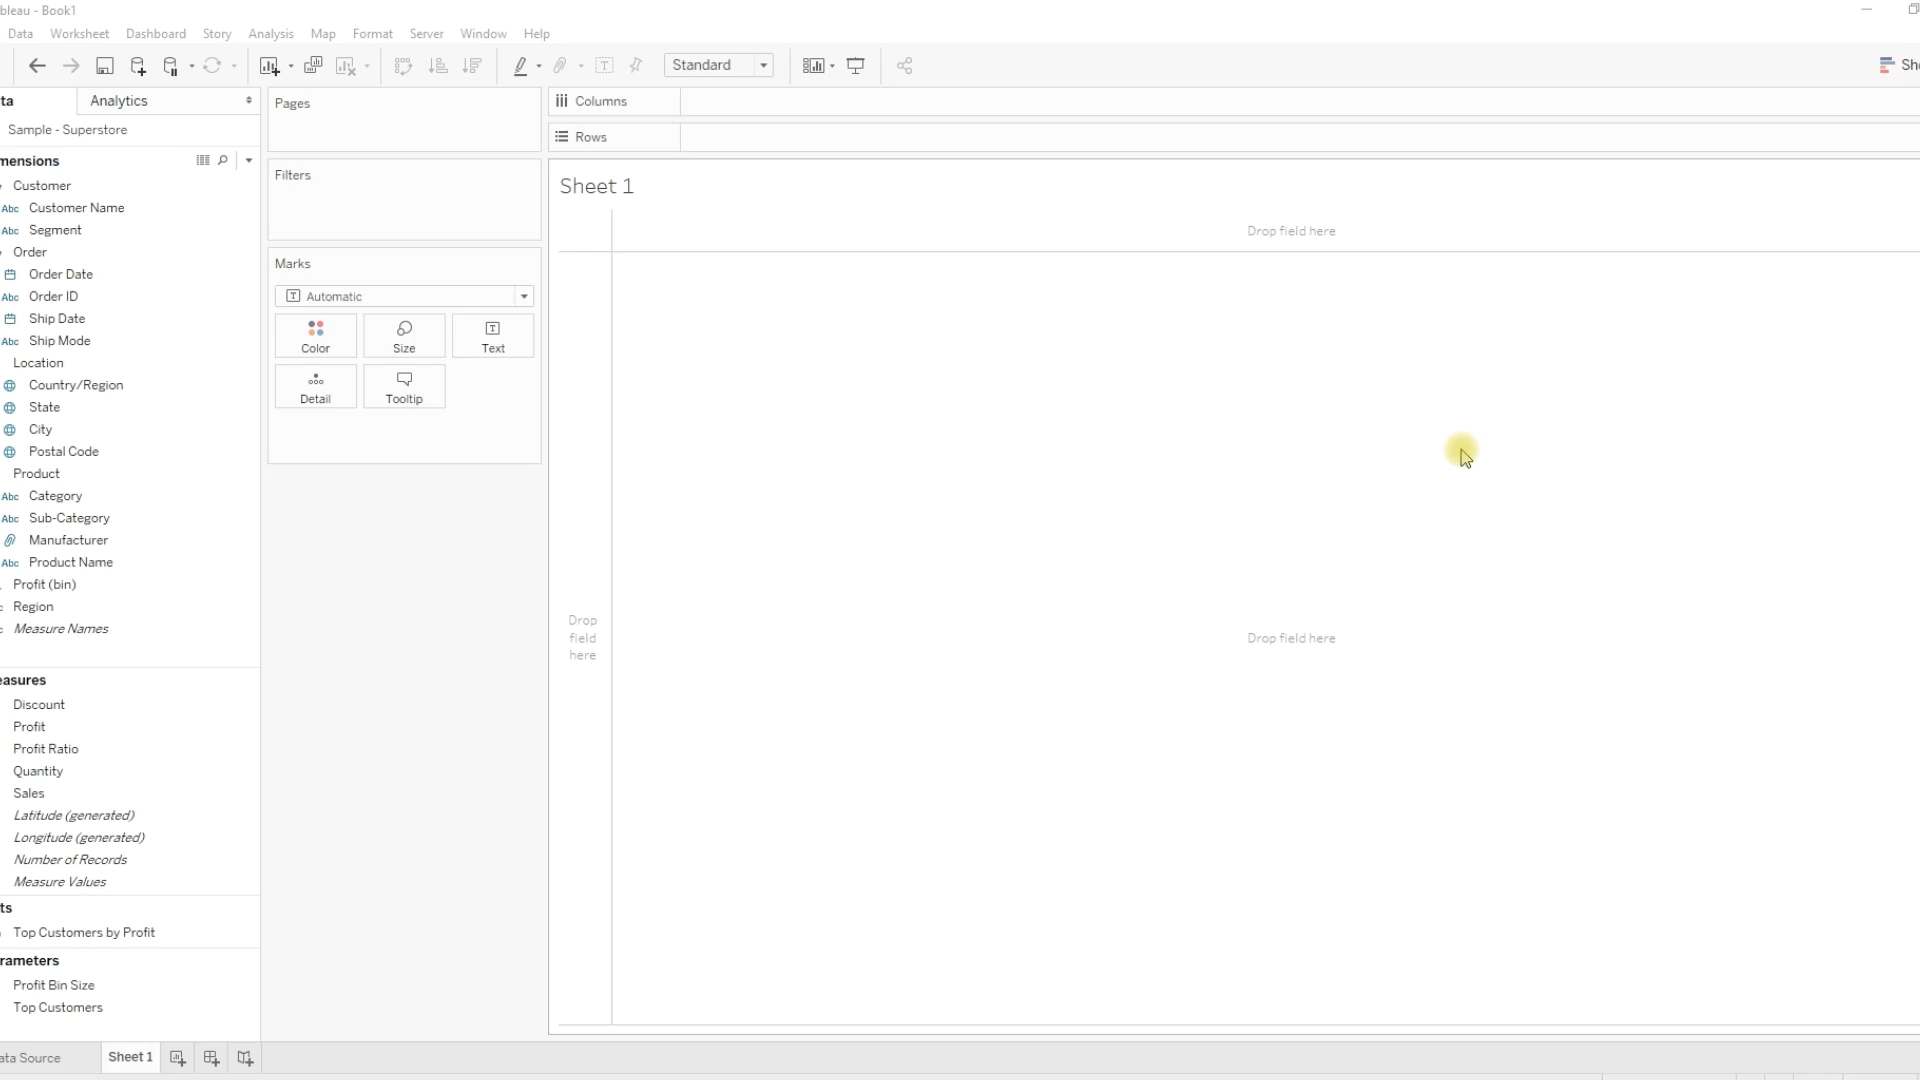 bleau - Book1
Data Worksheet Dashboard Story Analysis Map Format Server Window Help
Standard
Sho
ta Analytics
Sample - Superstore
mensions
Customer
Abc Customer Name
Abc Segment
Order
Order Date
Abc Order ID
Ship Date
Abc Ship Mode
Location
Country/Region
State
City
Postal Code
Product
Abc Category
Abc Sub-Category
Manufacturer
Abc Product Name
Profit (bin)
Region
Measure Names
easures
Discount
Profit
Profit Ratio
Quantity
Sales
Latitude (generated)
Longitude (generated)
Number of Records
Measure Values
ts
Top Customers by Profit
rameters
Profit Bin Size
Top Customers
Pages
Filters
Marks
Automatic
Color Size Text
Detail Tooltip
Columns
Rows
Sheet 1
Drop field here
Drop
field
here
Drop field here
ata Source Sheet 1